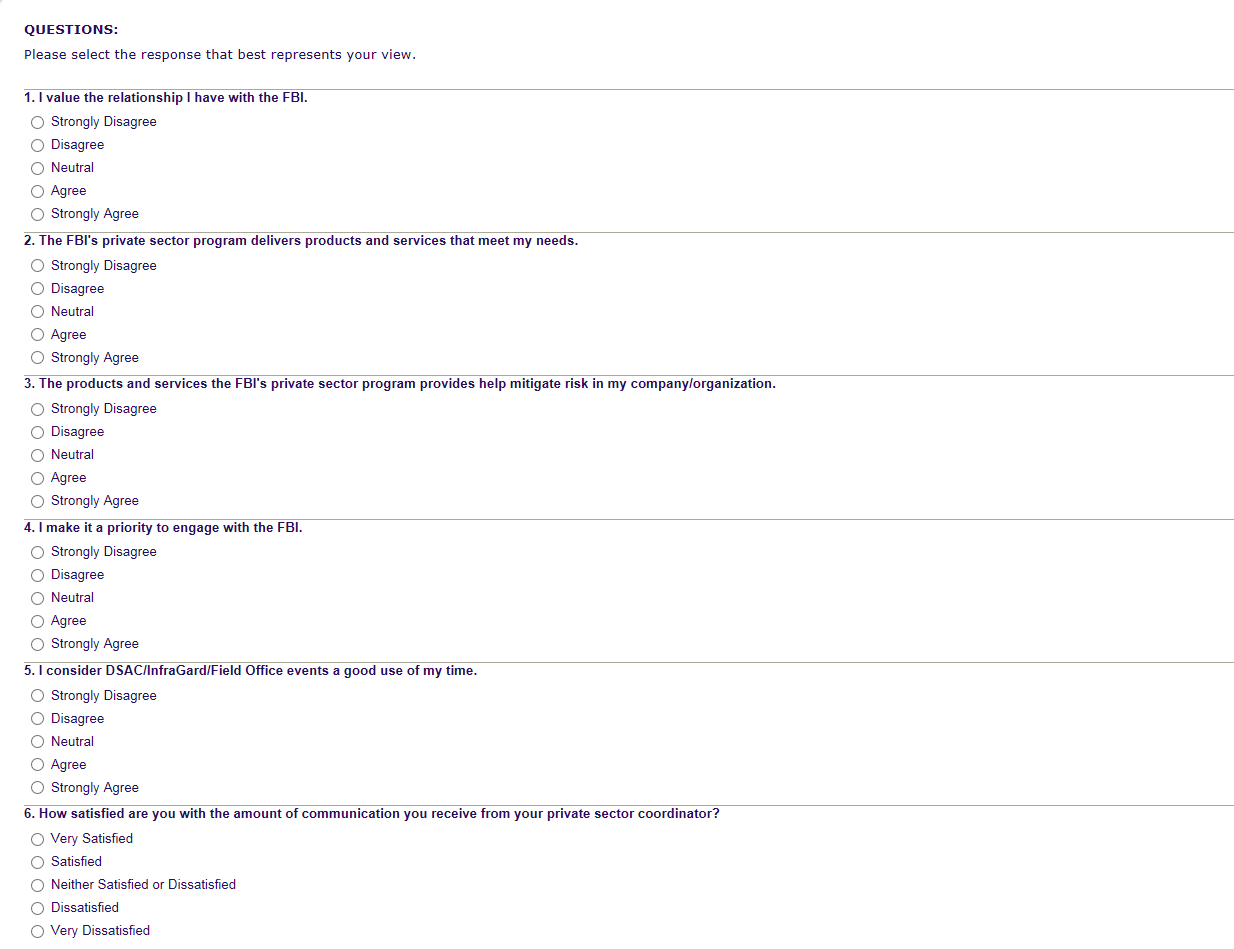 QUESTIONS:
Please select the response that best represents your view.
1. I value the relationship I have with the FBI.
Strongly Disagree
Disagree
Neutral
Agree
Strongly Agree
2. The FBI's private sector program delivers products and services that meet my needs.
Strongly Disagree
Disagree
Neutral
Agree
Strongly Agree
3. The products and services the FBI's private sector program provides help mitigate risk in my company/organization.
Strongly Disagree
Disagree
Neutral
Agree
Strongly Agree
4. I make it a priority to engage with the FBI.
Strongly Disagree
Disagree
Neutral
Agree
Strongly Agree
5. I consider DSAC/InfraGard/Field Office events a good use of my time.
Strongly Disagree
Disagree
Neutral
Agree
Strongly Agree
6. How satisfied are you with the amount of communication you receive from your private sector coordinator?
Very Satisfied
Satisfied
Neither Satisfied or Dissatisfied
Dissatisfied
Very Dissatisfied